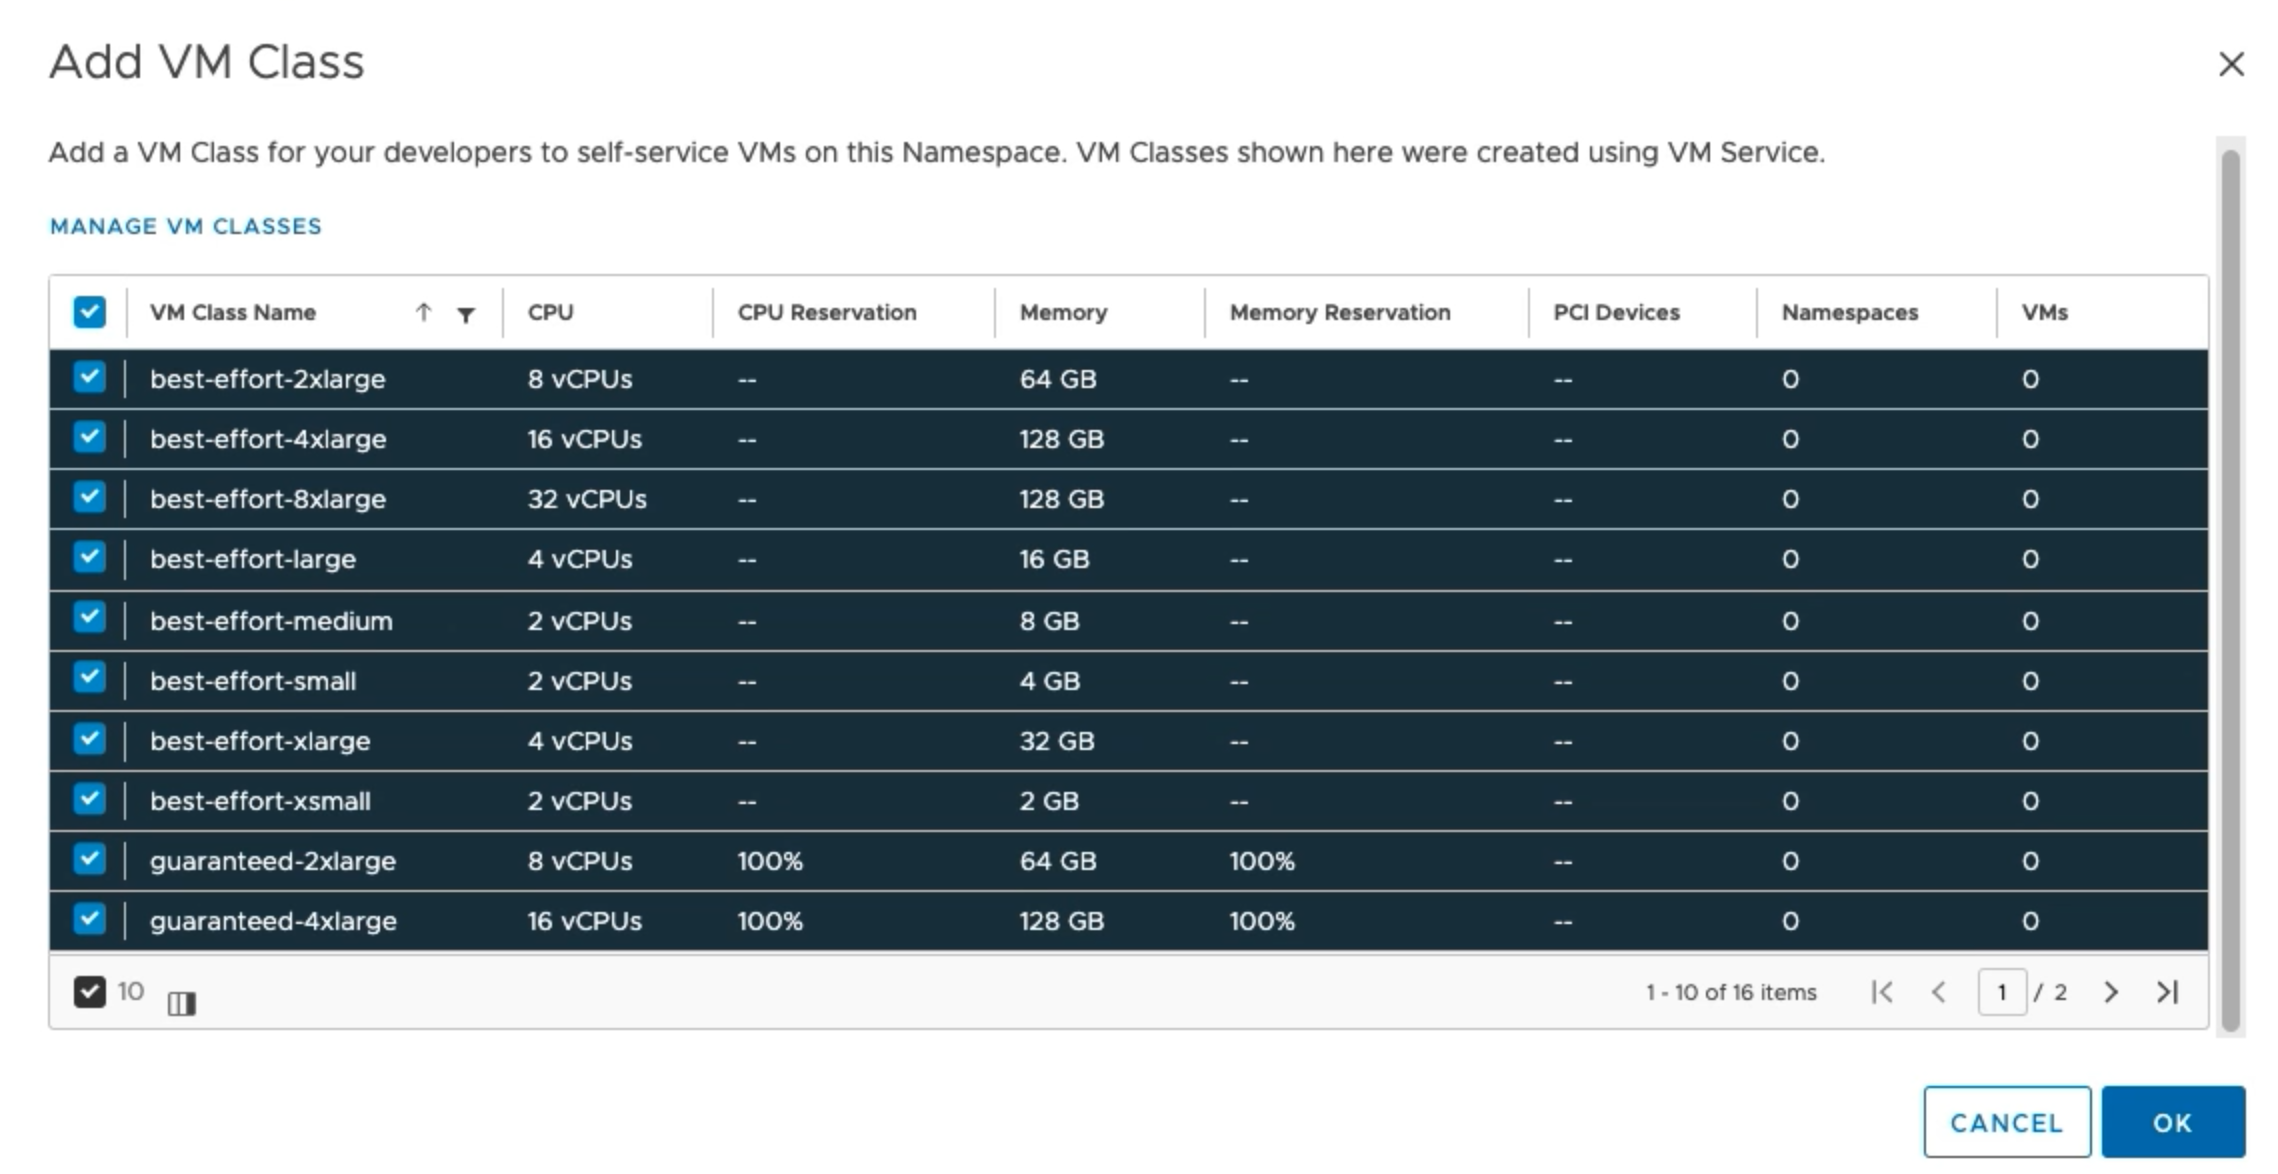 Add VM Class
Add a VM Class for your developers to self-service VMs on this Namespace. VM Classes shown here were created using VM Service.
MANAGE VM CLASSES
VM Class Name CPU CPU Reservation Memory Memory Reservation PCI Devices Namespaces VMs
best-effort-2xlarge 8 vCPUs -- 64 GB -- -- 0 0
best-effort-4xlarge 16 vCPUs -- 128 GB -- -- 0 0
best-effort-8xlarge 32 vCPUs -- 128 GB -- -- 0 0
best-effort-large 4 vCPUs -- 16 GB -- -- 0 0
best-effort-medium 2 vCPUs -- 8 GB -- -- 0 0
best-effort-small 2 vCPUs -- 4 GB -- -- 0 0
best-effort-xlarge 4 vCPUs -- 32 GB -- -- 0 0
best-effort-xsmall 2 vCPUs -- 2 GB -- -- 0 0
guaranteed-2xlarge 8 vCPUs 100% 64 GB 100% -- 0 0
guaranteed-4xlarge 16 vCPUs 100% 128 GB 100% -- 0 0
10 1 - 10 of 16 items 1 / 2
CANCEL OK